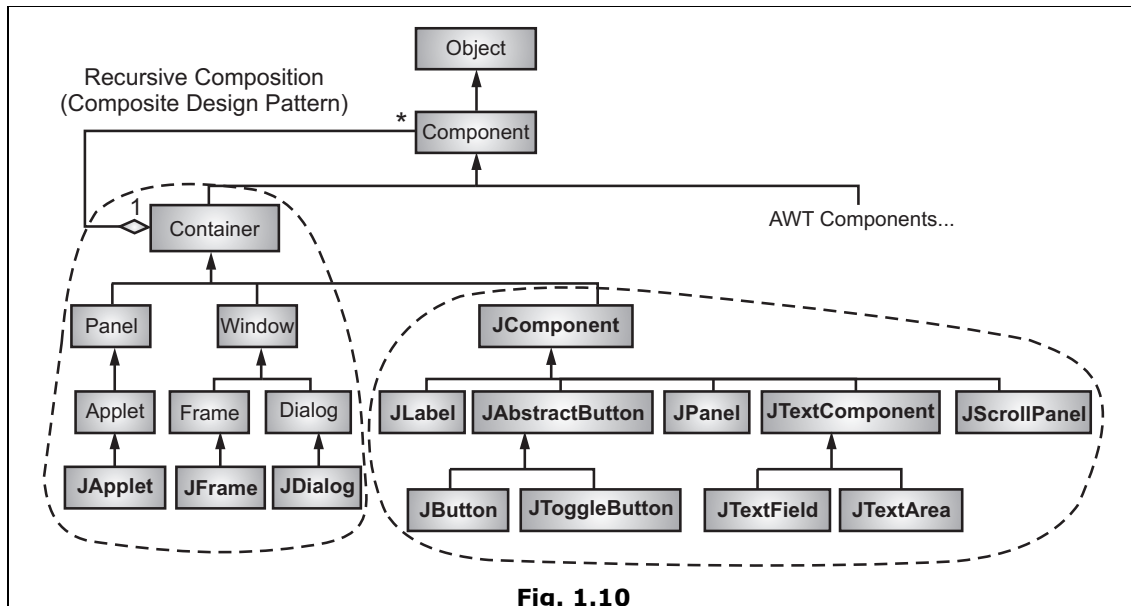 Object
Recursive Composition
(Composite Design Pattern)
*
Component
1
Container
AWT Components...
Panel
Window
JComponent
Applet
Frame
Dialog
JLabel
JAbstractButton
JPanel
JTextComponent
JScrollPanel
JApplet
JFrame
JDialog
JButton
JToggleButton
JTextField
JTextArea
Fig. 1.10